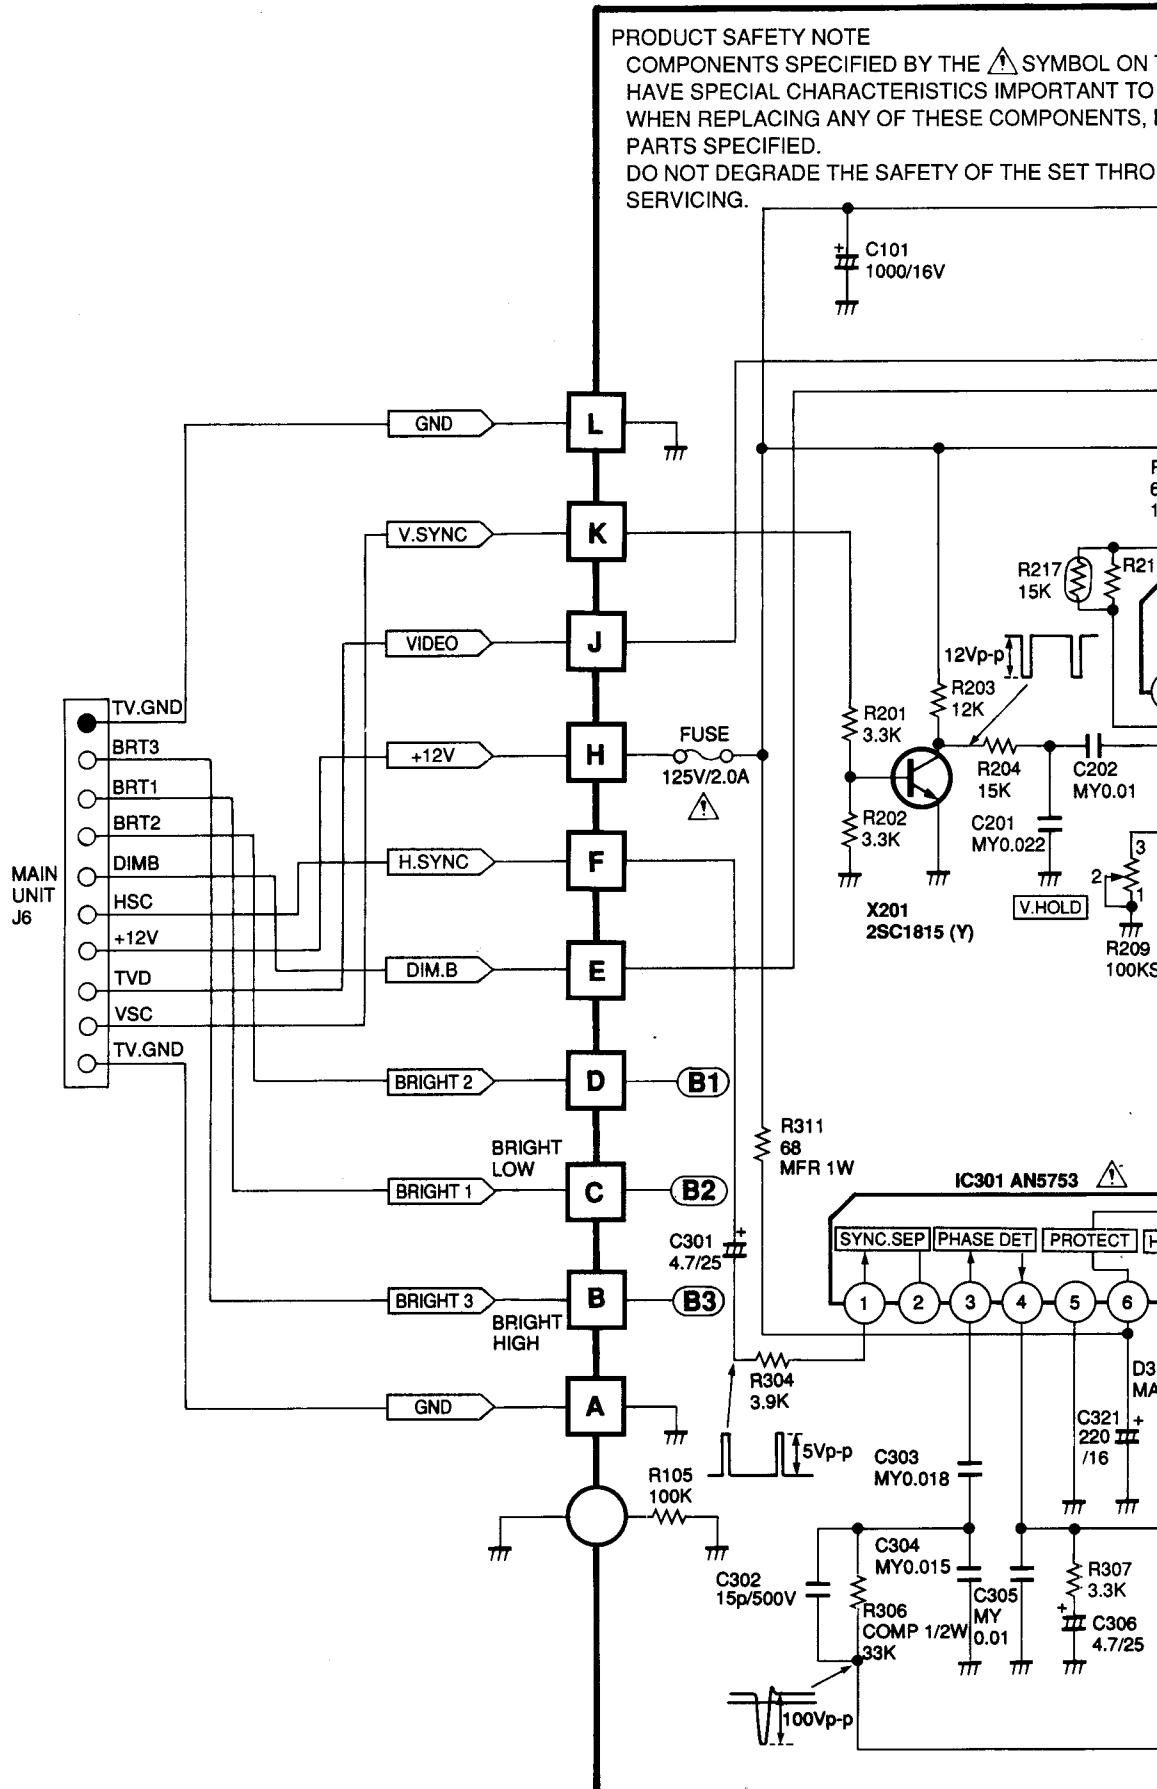 PRODUCT SAFETY NOTE
COMPONENTS SPECIFIED BY THE ⚠ SYMBOL ON
HAVE SPECIAL CHARACTERISTICS IMPORTANT TO
WHEN REPLACING ANY OF THESE COMPONENTS,
PARTS SPECIFIED.
DO NOT DEGRADE THE SAFETY OF THE SET THRO
SERVICING.
+
C101
1000/16V
GND
L
V.SYNC
K
VIDEO
J
+12V
H
FUSE
125V/2.0A
H.SYNC
F
DIM.B
E
BRIGHT 2
D
B1
BRIGHT
LOW
BRIGHT 1
C
B2
BRIGHT 3
B
B3
BRIGHT
HIGH
GND
A
MAIN
UNIT
J6
TV.GND
BRT3
BRT1
BRT2
DIMB
HSC
+12V
TVD
VSC
TV.GND
R217
15K
R21
12Vp-p
R203
12K
R201
3.3K
R202
3.3K
R204
15K
C202
MY0.01
C201
MY0.022
X201
2SC1815 (Y)
V.HOLD
3
2
1
R209
100KS
R311
68
MFR 1W
IC301 AN5753
SYNC.SEP
PHASE DET
PROTECT
H
1
2
3
4
5
6
C301
4.7/25
+
R304
3.9K
5Vp-p
D3
MA
C321
220
/16
+
R105
100K
C303
MY0.018
C304
MY0.015
C302
15p/500V
R306
COMP 1/2W
33K
C305
MY
0.01
R307
3.3K
+
C306
4.7/25
100Vp-p